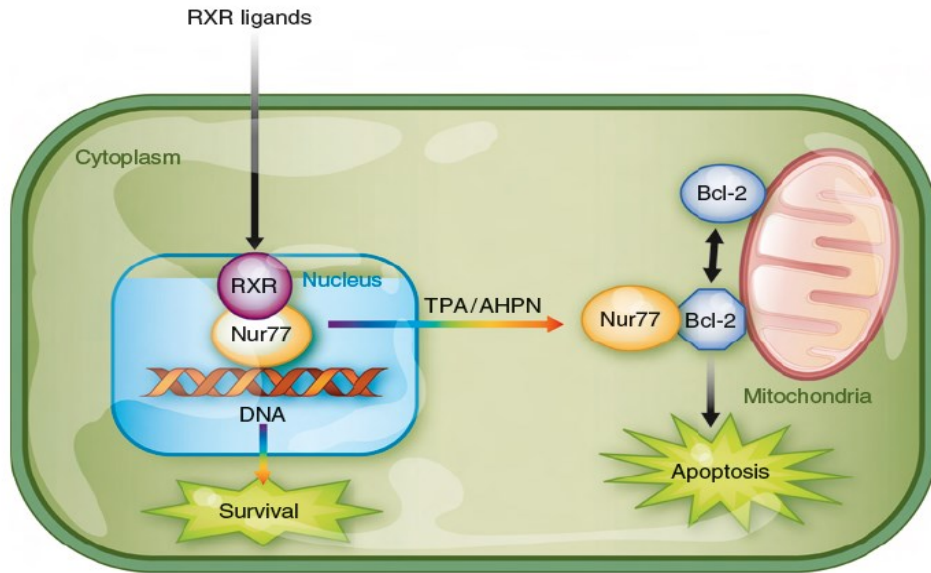 RXR ligands
Cytoplasm
Bcl-2
RXR
Nucleus
TPA/AHPN
Nur77
Nur77
Bcl-2
DNA
Mitochondria
Apoptosis
Survival